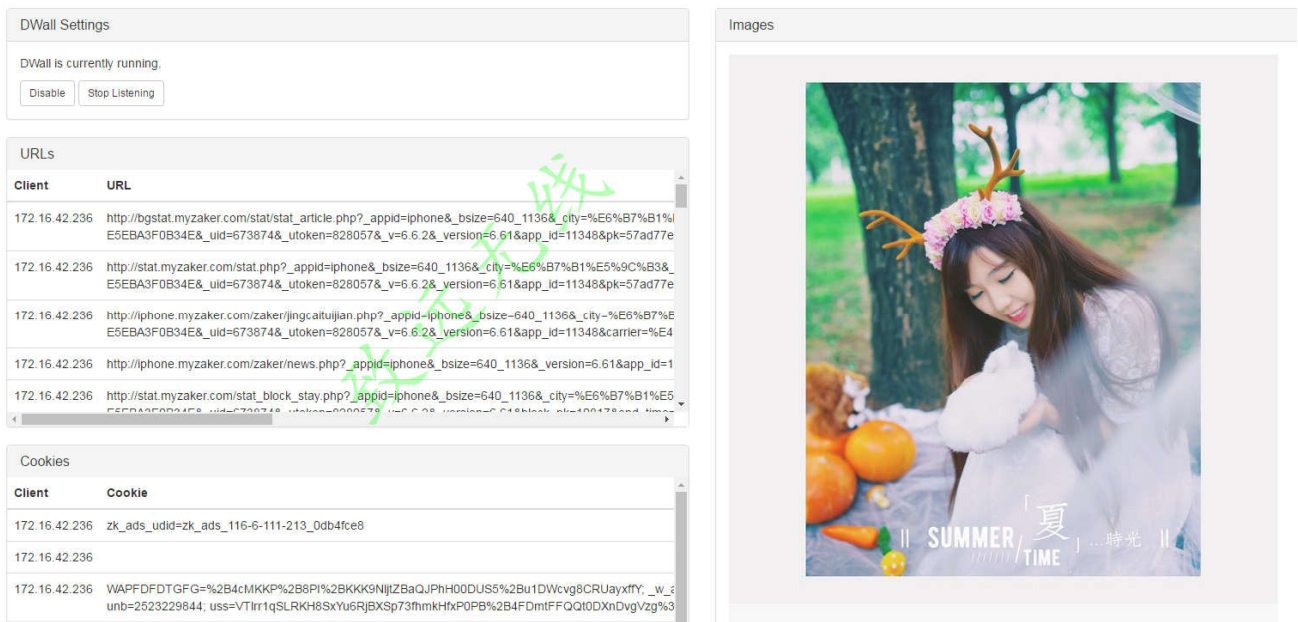 DWall Settings
DWall is currently running.
Disable
Stop Listening
URLs
Client URL
172.16.42.236 http://bgstat.myzaker.com/stat/stat_article.php?_appid=iphone&_bsize=640_1136&_city=%E6%B7%B1%
E5EBA3F0B34E&_uid=673874&_utoken=828057&_v=6.6.2&_version=6.61&app_id=11348&pk=57ad77e
172.16.42.236 http://stat.myzaker.com/stat.php?_appid=iphone&_bsize=640_1136&_city=%E6%B7%B1%E5%9C%B3&_
E5EBA3F0B34E&_uid=673874&_utoken=828057&_v=6.6.2&_version=6.61&app_id=11348&pk=57ad77e
172.16.42.236 http://iphone.myzaker.com/zaker/jingcaituijian.php?_appid=iphone&_bsize=640_1136&_city=%E6%B7%B
E5EBA3F0B34E&_uid=673874&_utoken=828057&_v=6.6.2&_version=6.61&app_id=11348&carrier=%E4
172.16.42.236 http://iphone.myzaker.com/zaker/news.php?_appid=iphone&_bsize=640_1136&_version=6.61&app_id=1
172.16.42.236 http://stat.myzaker.com/stat_block_stay.php?_appid=iphone&_bsize=640_1136&_city=%E6%B7%B1%E5
致远无线
Cookies
Client Cookie
172.16.42.236 zk_ads_udid=zk_ads_116-6-111-213_0db4fce8
172.16.42.236
172.16.42.236 WAPFDFDTGFG=%2B4cMKKP%2B8PI%2BKKK9NljtZBaQJPhH00DUS5%2Bu1DWcvg8CRUayxffY; _w_a
unb=2523229844; uss=VTIrr1qSLRKH8SxYu6RjBXSp73fhmkHfxP0PB%2B4FDmtFFQQt0DXnDvgVzg%3
Images
SUMMER/「夏」...時光
TIME